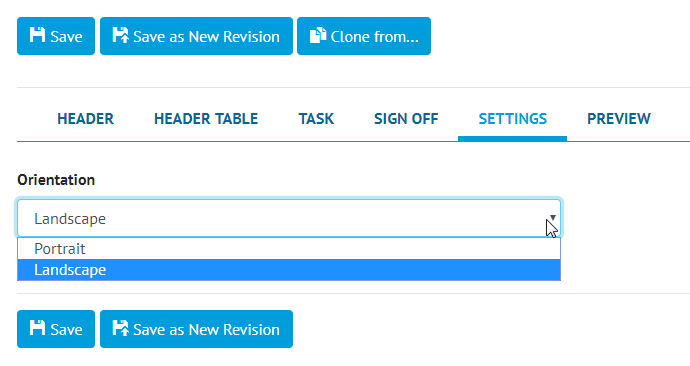 Save Save as New Revision Clone from...
HEADER HEADER TABLE TASK SIGN OFF SETTINGS PREVIEW
Orientation
Landscape
Portrait
Landscape
Save Save as New Revision